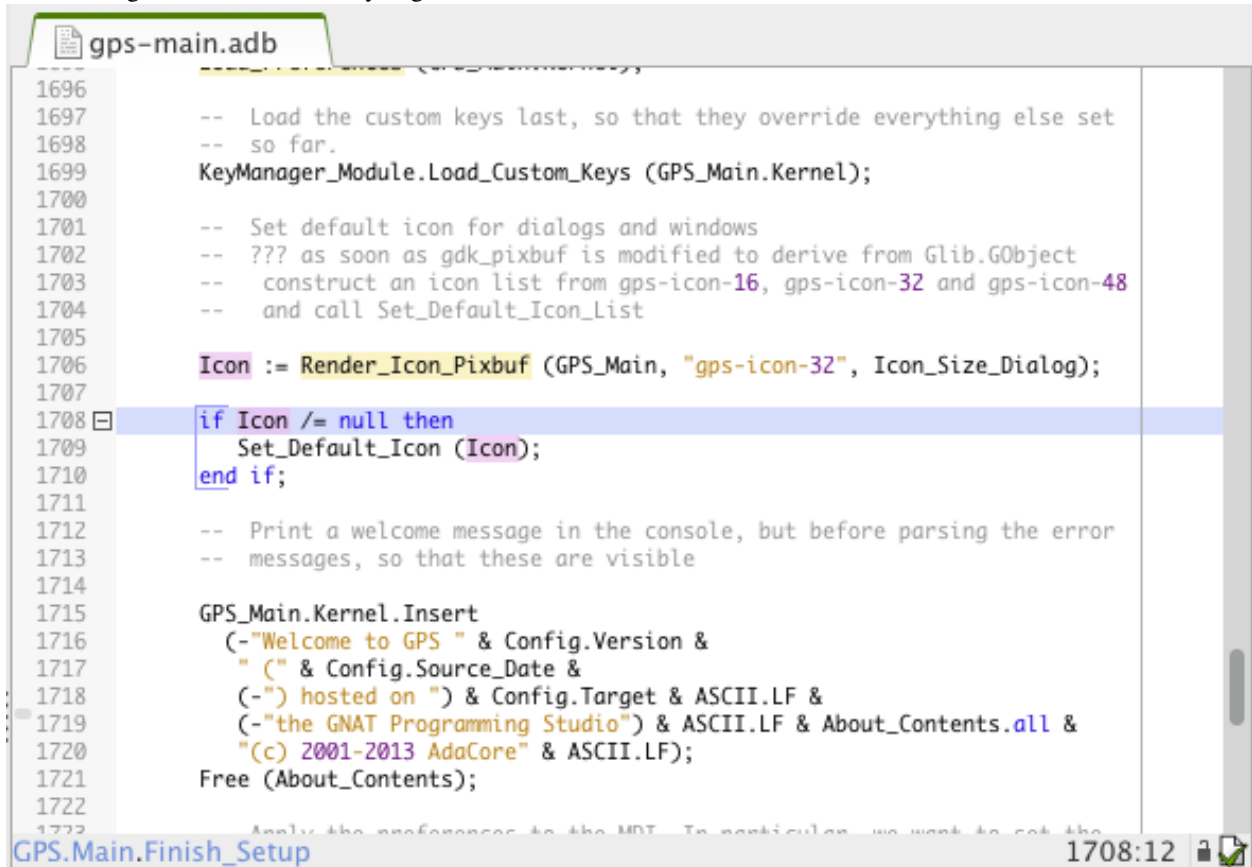 gps-main.adb
1696
1697 -- Load the custom keys last, so that they override everything else set
1698 -- so far.
1699 KeyManager_Module.Load_Custom_Keys (GPS_Main.Kernel);
1700
1701 -- Set default icon for dialogs and windows
1702 -- ??? as soon as gdk_pixbuf is modified to derive from Glib.GObject
1703 -- construct an icon list from gps-icon-16, gps-icon-32 and gps-icon-48
1704 -- and call Set_Default_Icon_List
1705
1706 Icon := Render_Icon_Pixbuf (GPS_Main, "gps-icon-32", Icon_Size_Dialog);
1707
1708 if Icon /= null then
1709 Set_Default_Icon (Icon);
1710 end if;
1711
1712 -- Print a welcome message in the console, but before parsing the error
1713 -- messages, so that these are visible
1714
1715 GPS_Main.Kernel.Insert
1716 (-"Welcome to GPS " & Config.Version &
1717 " (" & Config.Source_Date &
1718 (-") hosted on ") & Config.Target & ASCII.LF &
1719 (-"the GNAT Programming Studio") & ASCII.LF & About_Contents.all &
1720 "(c) 2001-2013 AdaCore" & ASCII.LF);
1721 Free (About_Contents);
1722
GPS.Main.Finish_Setup 1708:12